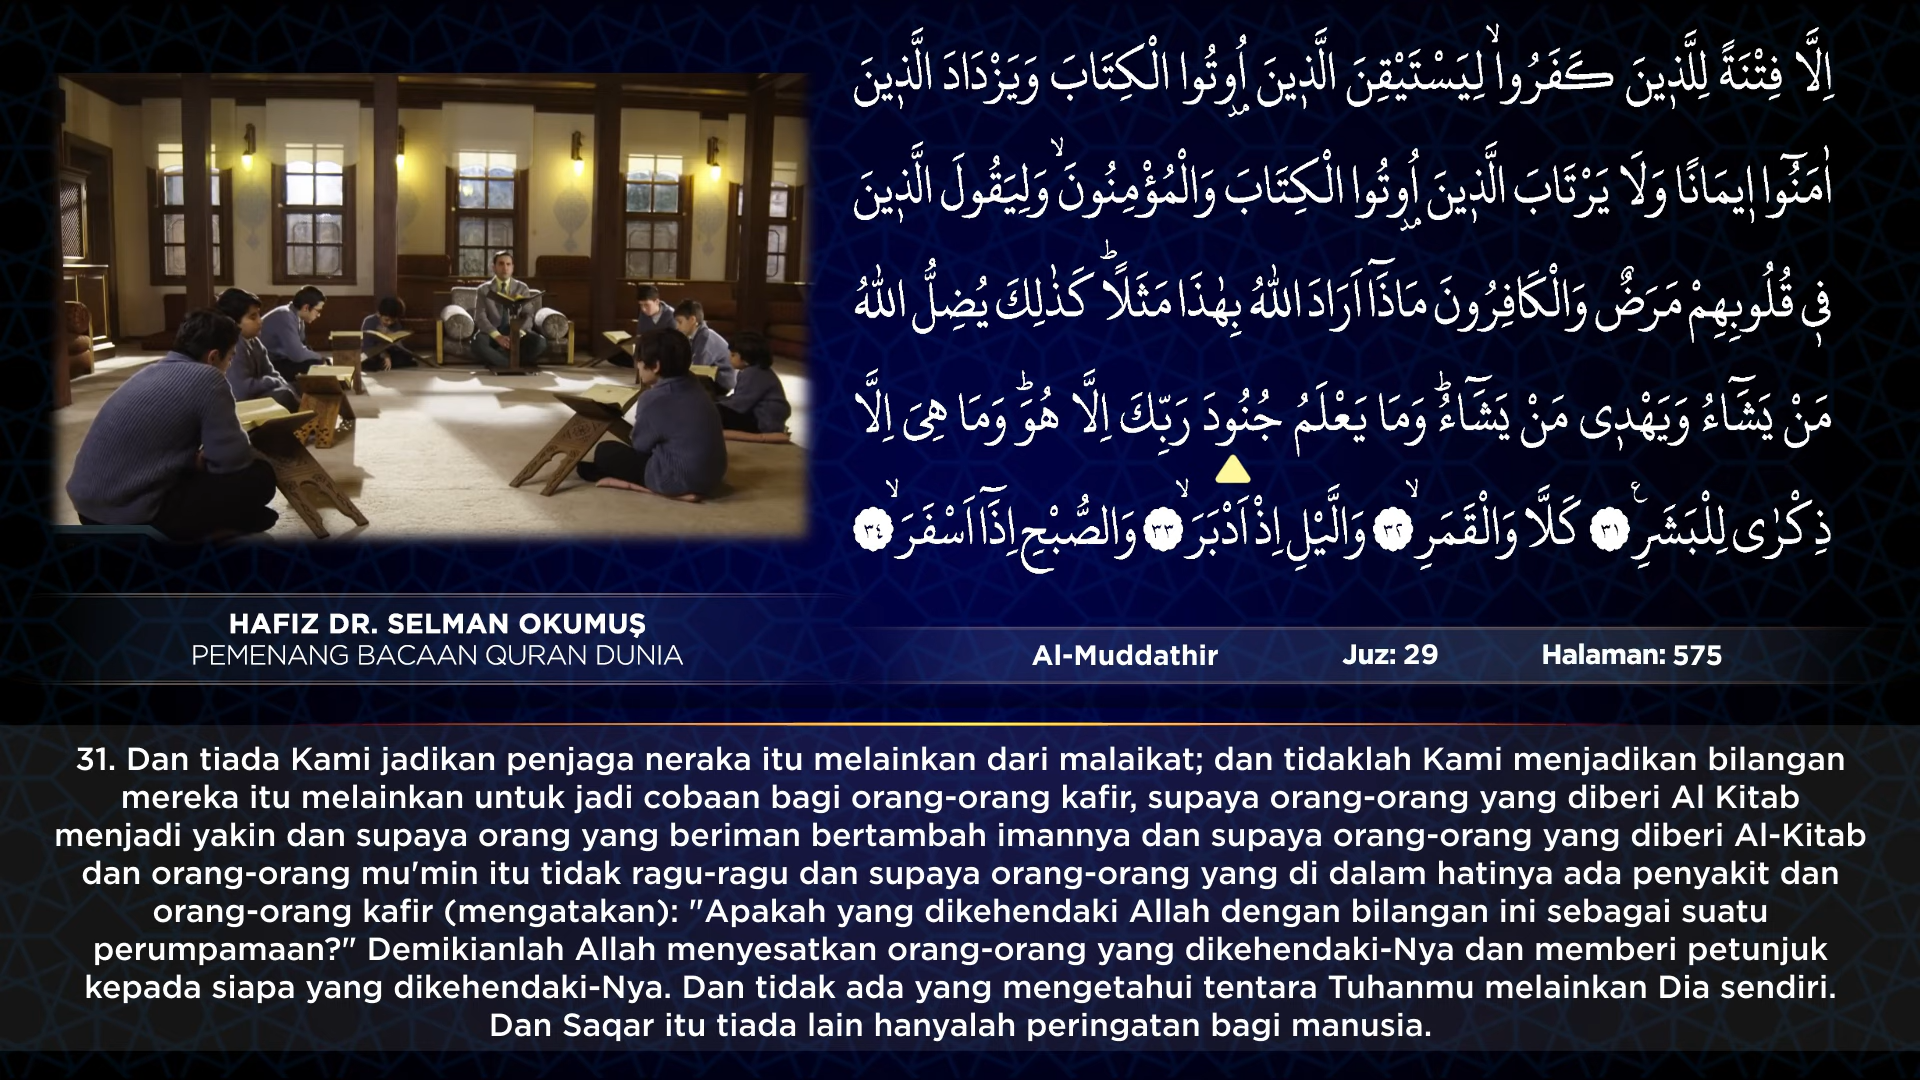 اِلَّا فِتْنَةً لِلَّذٖينَ كَفَرُواۙ لِيَسْتَيْقِنَ الَّذٖينَ اُو۫تُوا الْكِتَابَ وَيَزْدَادَ الَّذٖينَ
اٰمَنُٓوا اٖيمَانًا وَلَا يَرْتَابَ الَّذٖينَ اُو۫تُوا الْكِتَابَ وَالْمُؤْمِنُونَۙ وَلِيَقُولَ الَّذٖينَ
فٖى قُلُوبِهِمْ مَرَضٌ وَالْكَافِرُونَ مَاذَٓا اَرَادَ اللّٰهُ بِهٰذَا مَثَلًاؕ كَذٰلِكَ يُضِلُّ اللّٰهُ
مَنْ يَشَٓاءُ وَيَهْدٖى مَنْ يَشَٓاءُؕ وَمَا يَعْلَمُ جُنُودَ رَبِّكَ اِلَّا هُوَؕ وَمَا هِىَ اِلَّا
ذِكْرٰى لِلْبَشَرِࣖ ٣١ كَلَّا وَالْقَمَرِۙ ٣٢ وَالَّيْلِ اِذْ اَدْبَرَۙ ٣٣ وَالصُّبْحِ اِذَٓا اَسْفَرَۙ ٣٤
HAFIZ DR. SELMAN OKUMUŞ
PEMENANG BACAAN QURAN DUNIA
Al-Muddathir Juz: 29 Halaman: 575
31. Dan tiada Kami jadikan penjaga neraka itu melainkan dari malaikat; dan tidaklah Kami menjadikan bilangan
mereka itu melainkan untuk jadi cobaan bagi orang-orang kafir, supaya orang-orang yang diberi Al Kitab
menjadi yakin dan supaya orang yang beriman bertambah imannya dan supaya orang-orang yang diberi Al-Kitab
dan orang-orang mu'min itu tidak ragu-ragu dan supaya orang-orang yang di dalam hatinya ada penyakit dan
orang-orang kafir (mengatakan): "Apakah yang dikehendaki Allah dengan bilangan ini sebagai suatu
perumpamaan?" Demikianlah Allah menyesatkan orang-orang yang dikehendaki-Nya dan memberi petunjuk
kepada siapa yang dikehendaki-Nya. Dan tidak ada yang mengetahui tentara Tuhanmu melainkan Dia sendiri.
Dan Saqar itu tiada lain hanyalah peringatan bagi manusia.